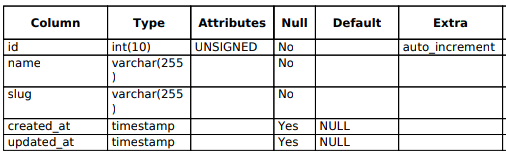 Column Type Attributes Null Default Extra
id int(10) UNSIGNED No auto_increment
name varchar(255 No
)
slug varchar(255 No
)
created_at timestamp Yes NULL
updated_at timestamp Yes NULL